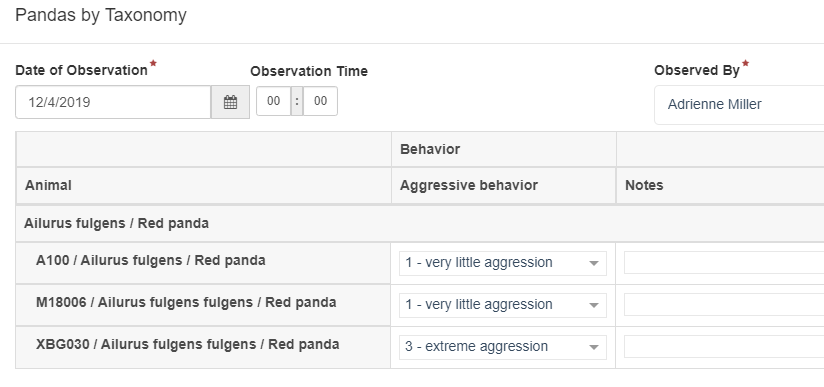 Pandas by Taxonomy
Date of Observation* Observation Time Observed By*
12/4/2019 00 : 00 Adrienne Miller
Behavior
Animal Aggressive behavior Notes
Ailurus fulgens / Red panda
A100 / Ailurus fulgens / Red panda 1 - very little aggression
M18006 / Ailurus fulgens fulgens / Red panda 1 - very little aggression
XBG030 / Ailurus fulgens fulgens / Red panda 3 - extreme aggression